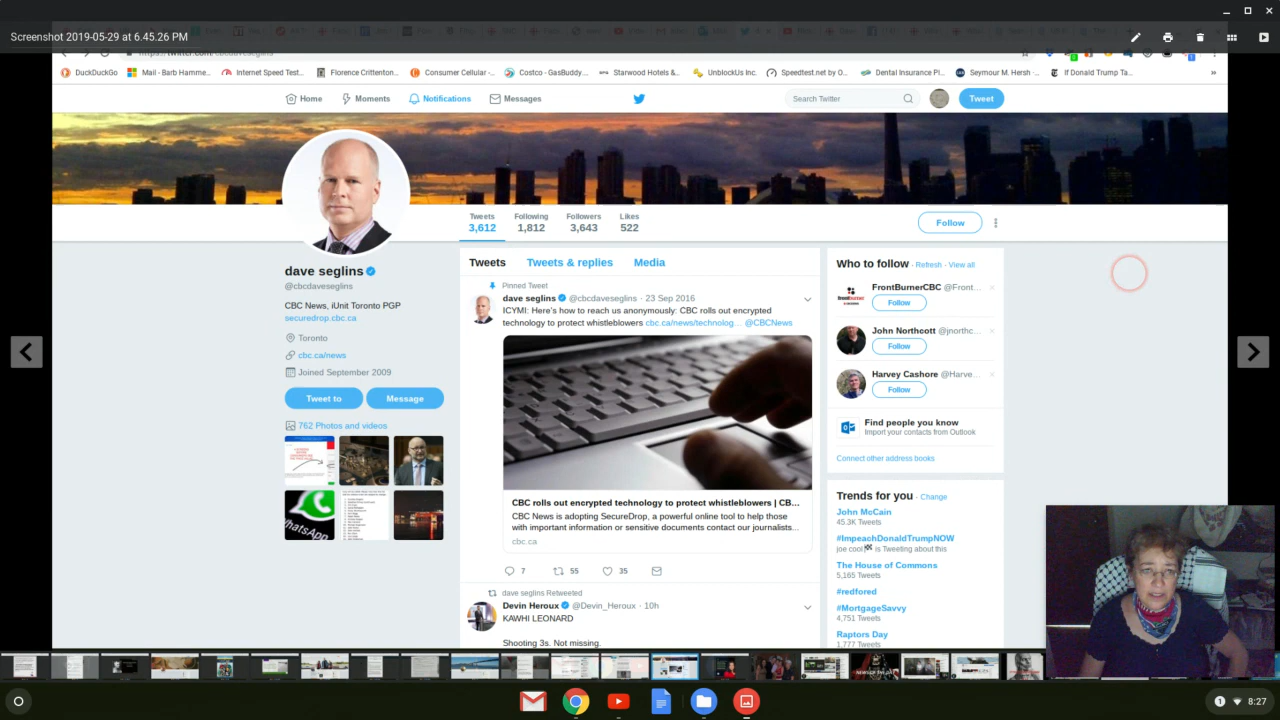 Screenshot 2019-05-29 at 6.45.26 PM
https://twitter.com/cbcdaveseglins
DuckDuckGo
Mail - Barb Hamme...
Internet Speed Test...
Florence Crittenton...
Consumer Cellular -...
Costco - GasBuddy...
Starwood Hotels &...
UnblockUs Inc.
Speedtest.net by O...
Dental Insurance Pl...
Seymour M. Hersh -...
If Donald Trump Ta...
»
Home
Moments
Notifications
Messages
Search Twitter
Tweet
Tweets
3,612
Following
1,812
Followers
3,643
Likes
522
Follow
dave seglins
@cbcdaveseglins
CBC News, iUnit Toronto PGP
securedrop.cbc.ca
Toronto
cbc.ca/news
Joined September 2009
Tweet to
Message
762 Photos and videos
WhatsApp
Tweets
Tweets & replies
Media
Pinned Tweet
dave seglins @cbcdaveseglins · 23 Sep 2016
ICYMI: Here's how to reach us anonymously: CBC rolls out encrypted
technology to protect whistleblowers cbc.ca/news/technolog... @CBCNews
CBC rolls out encrypted technology to protect whistleblowers | CB...
CBC News is adopting SecureDrop, a powerful online tool to help those
with important information or sensitive documents contact our journalists...
cbc.ca
7
55
35
dave seglins Retweeted
Devin Heroux @Devin_Heroux · 10h
KAWHI LEONARD
Shooting 3s. Not missing.
Who to follow · Refresh · View all
FrontBurnerCBC @Front...
Follow
John Northcott @jnorthc...
Follow
Harvey Cashore @Harve...
Follow
Find people you know
Import your contacts from Outlook
Connect other address books
Trends for you · Change
John McCain
45.3K Tweets
#ImpeachDonaldTrumpNOW
joe cool is Tweeting about this
The House of Commons
5,165 Tweets
#redfored
#MortgageSavvy
4,751 Tweets
Raptors Day
1,777 Tweets
1
8:27